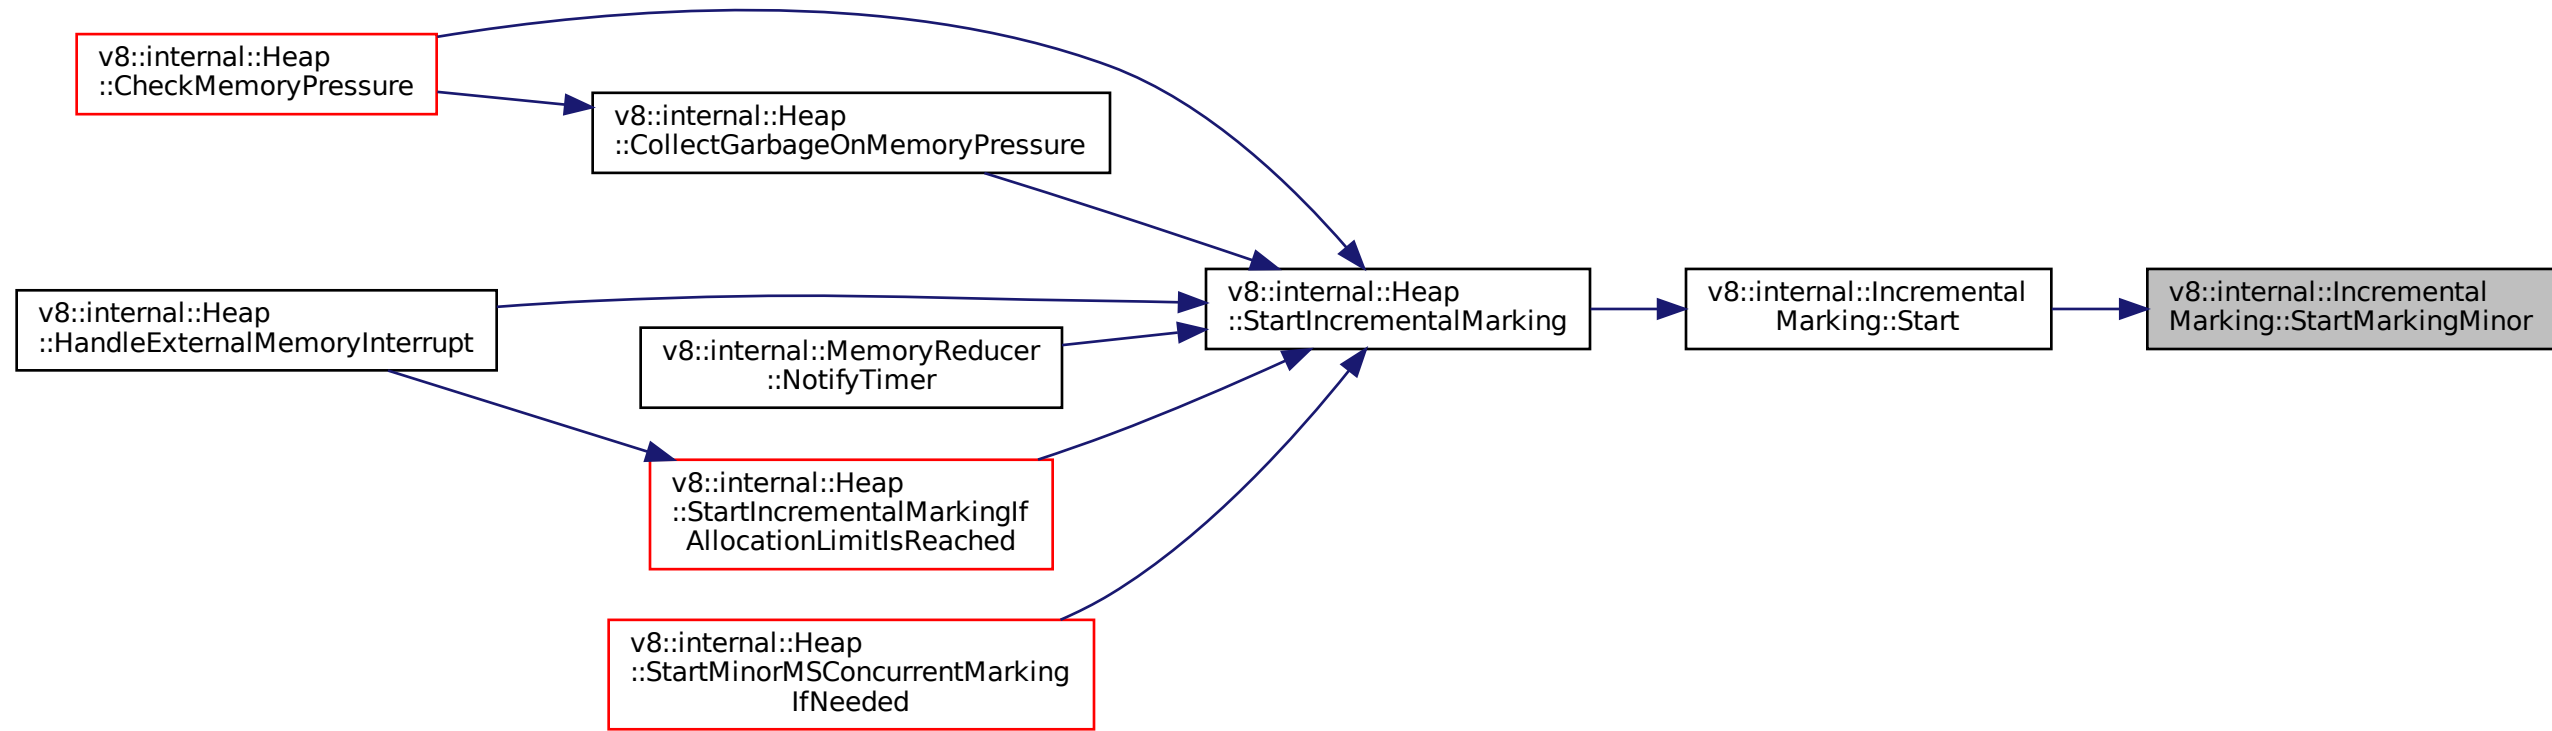 v8::internal::Heap
::CheckMemoryPressure
v8::internal::Heap
::CollectGarbageOnMemoryPressure
v8::internal::Heap
::HandleExternalMemoryInterrupt
v8::internal::MemoryReducer
::NotifyTimer
v8::internal::Heap
::StartIncrementalMarkingIf
AllocationLimitIsReached
v8::internal::Heap
::StartMinorMSConcurrentMarking
IfNeeded
v8::internal::Heap
::StartIncrementalMarking
v8::internal::Incremental
Marking::Start
v8::internal::Incremental
Marking::StartMarkingMinor